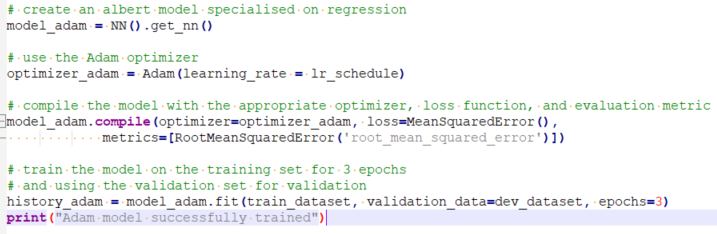 # create an albert model specialised on regression
model_adam = NN().get_nn()
# use the Adam optimizer
optimizer_adam = Adam(learning_rate = lr_schedule)
# compile the model with the appropriate optimizer, loss function, and evaluation metric
model_adam.compile(optimizer=optimizer_adam, loss=MeanSquaredError(),
metrics=[RootMeanSquaredError('root_mean_squared_error')])
# train the model on the training set for 3 epochs
# and using the validation set for validation
history_adam = model_adam.fit(train_dataset, validation_data=dev_dataset, epochs=3)
print("Adam model successfully trained")